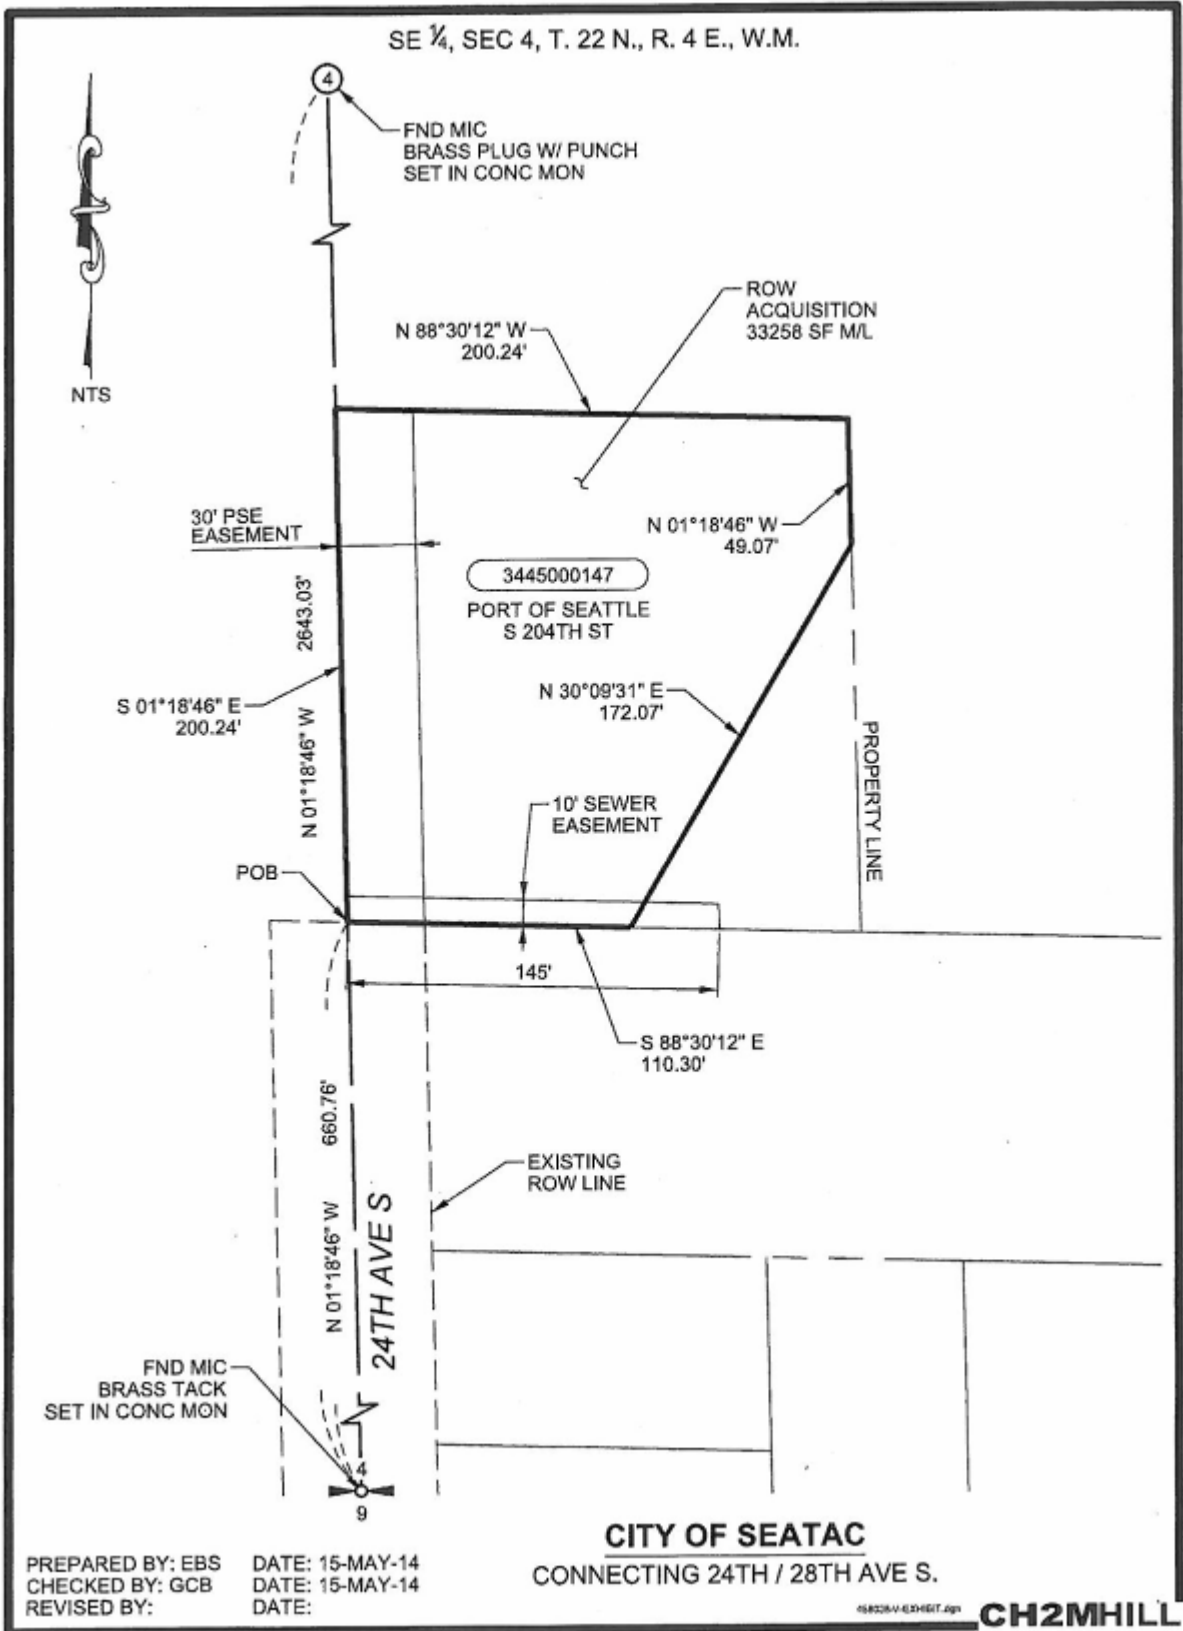 SE ¼, SEC 4, T. 22 N., R. 4 E., W.M.
4
FND MIC
BRASS PLUG W/ PUNCH
SET IN CONC MON
NTS
ROW
ACQUISITION
33258 SF M/L
N 88°30'12" W
200.24'
30' PSE
EASEMENT
N 01°18'46" W
49.07'
3445000147
PORT OF SEATTLE
S 204TH ST
2643.03'
N 01°18'46" W
S 01°18'46" E
200.24'
N 30°09'31" E
172.07'
PROPERTY LINE
10' SEWER
EASEMENT
POB
145'
S 88°30'12" E
110.30'
660.76'
N 01°18'46" W
24TH AVE S
EXISTING
ROW LINE
FND MIC
BRASS TACK
SET IN CONC MON
4
9
CITY OF SEATAC
CONNECTING 24TH / 28TH AVE S.
PREPARED BY: EBS DATE: 15-MAY-14
CHECKED BY: GCB DATE: 15-MAY-14
REVISED BY: DATE:
CH2MHILL